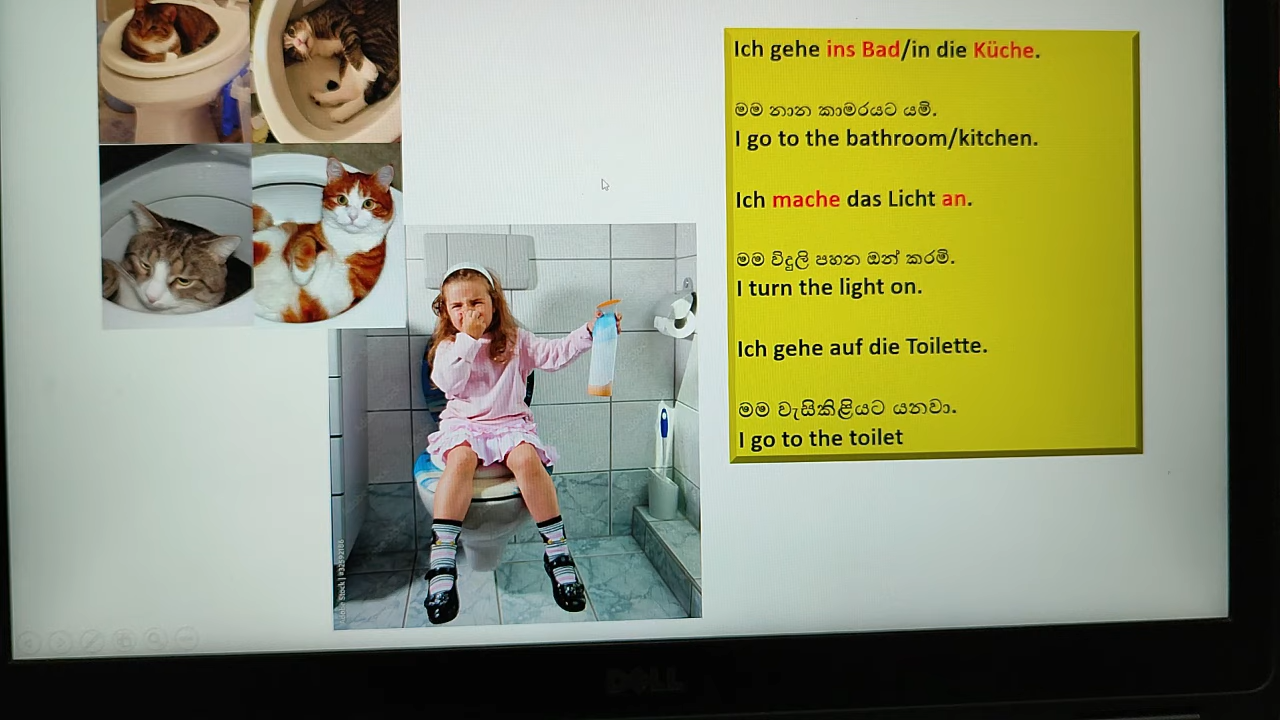 Ich gehe ins Bad/in die Küche.
මම නාන කාමරයට යමි.
I go to the bathroom/kitchen.
Ich mache das Licht an.
මම විදුලි පහන ඔන් කරමි.
I turn the light on.
Ich gehe auf die Toilette.
මම වැසිකිළියට යනවා.
I go to the toilet
DELL